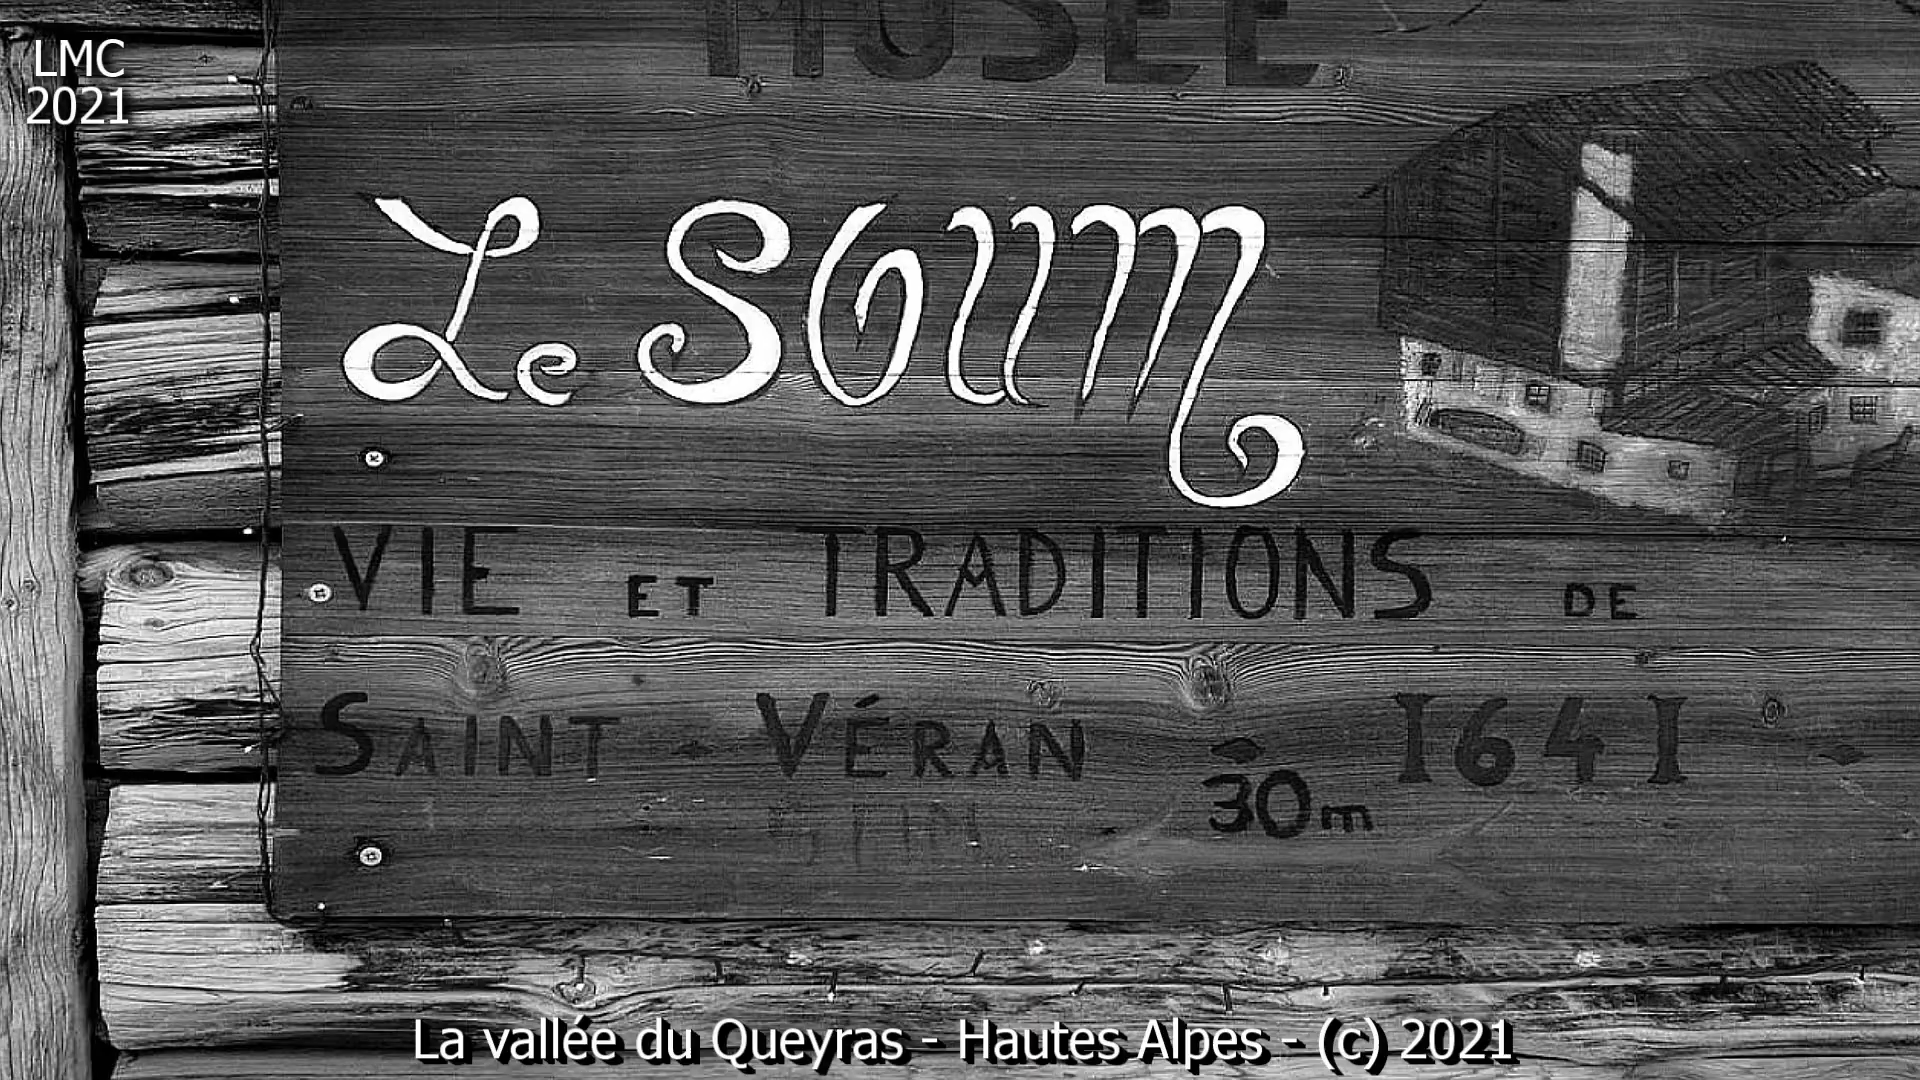 LMC
2021
MUSÉE
Le SOUM
VIE ET TRADITIONS DE
SAINT - VÉRAN - 1641 -
30m
La vallée du Queyras - Hautes Alpes - (c) 2021